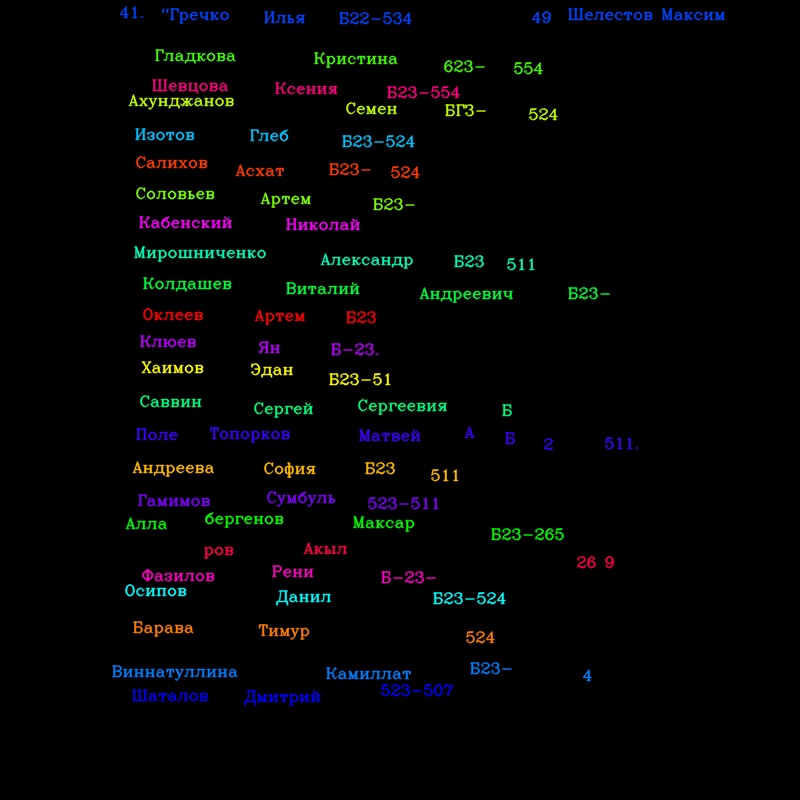 41. "Гречко Илья Б22-534 49 Шелестов Максим
Гладкова Кристина 623- 554
Шевцова Ксения Б23-554
Ахунджанов Семен БГ3- 524
Изотов Глеб Б23-524
Салихов Асхат Б23- 524
Соловьев Артем Б23-
Кабенский Николай
Мирошниченко Александр Б23 511
Колдашев Виталий Андреевич Б23-
Оклеев Артем Б23
Клюев Ян Б-23.
Хаимов Эдан Б23-51
Саввин Сергей Сергеевия Б
Поле Топорков Матвей А Б 2 511.
Андреева София Б23 511
Гамимов Сумбуль 523-511
Алла бергенов Максар Б23-265
ров Акыл 26 9
Фазилов Рени Б-23-
Осипов Данил Б23-524
Барава Тимур 524
Виннатуллина Камиллат Б23- 4
Шаталов Дмитрий 523-507